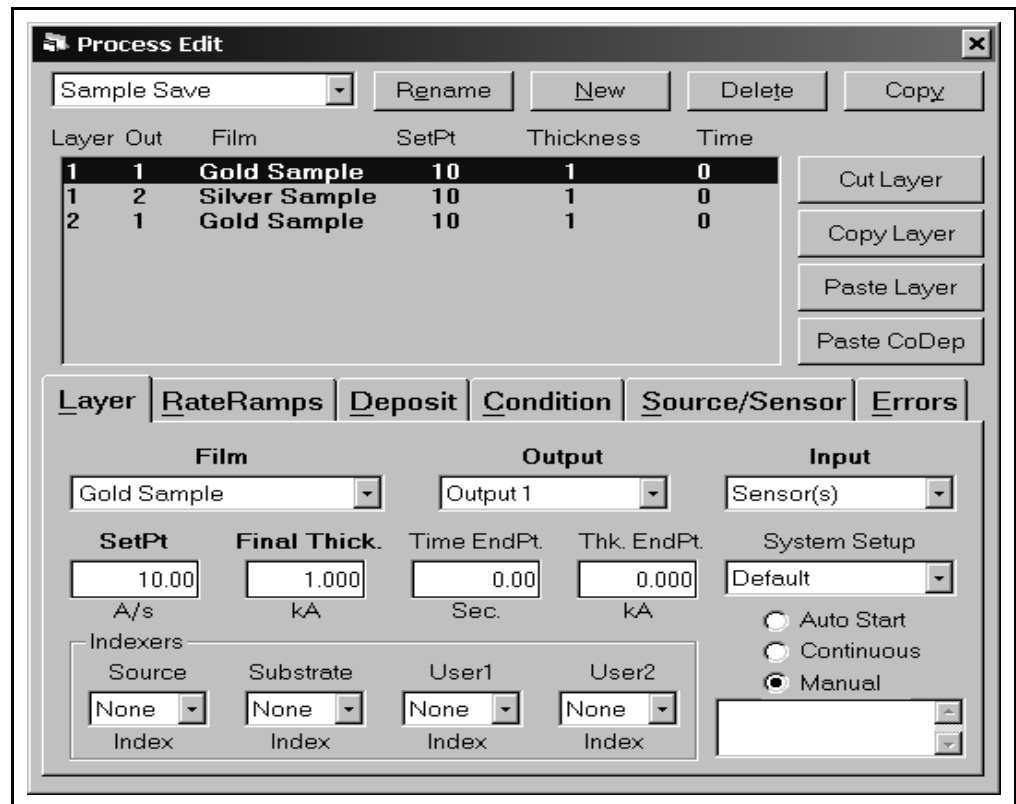 Process Edit
Sample Save Rename New Delete Copy
Layer Out Film SetPt Thickness Time
1 1 Gold Sample 10 1 0
1 2 Silver Sample 10 1 0
2 1 Gold Sample 10 1 0
Cut Layer
Copy Layer
Paste Layer
Paste CoDep
Layer RateRamps Deposit Condition Source/Sensor Errors
Film Output Input
Gold Sample Output 1 Sensor(s)
SetPt Final Thick. Time EndPt. Thk. EndPt. System Setup
10.00 1.000 0.00 0.000 Default
A/s kA Sec. kA
Auto Start
Continuous
Manual
Indexers
Source Substrate User1 User2
None None None None
Index Index Index Index